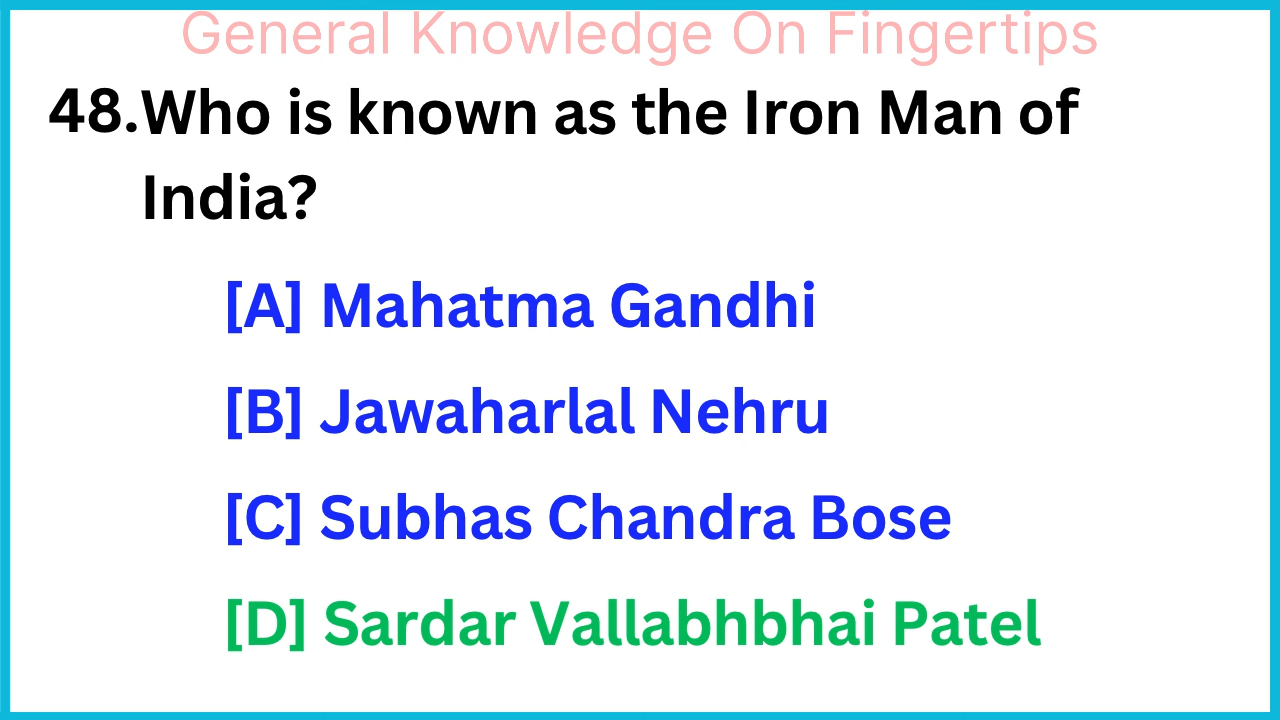 General Knowledge On Fingertips
48.Who is known as the Iron Man of
India?
[A] Mahatma Gandhi
[B] Jawaharlal Nehru
[C] Subhas Chandra Bose
[D] Sardar Vallabhbhai Patel